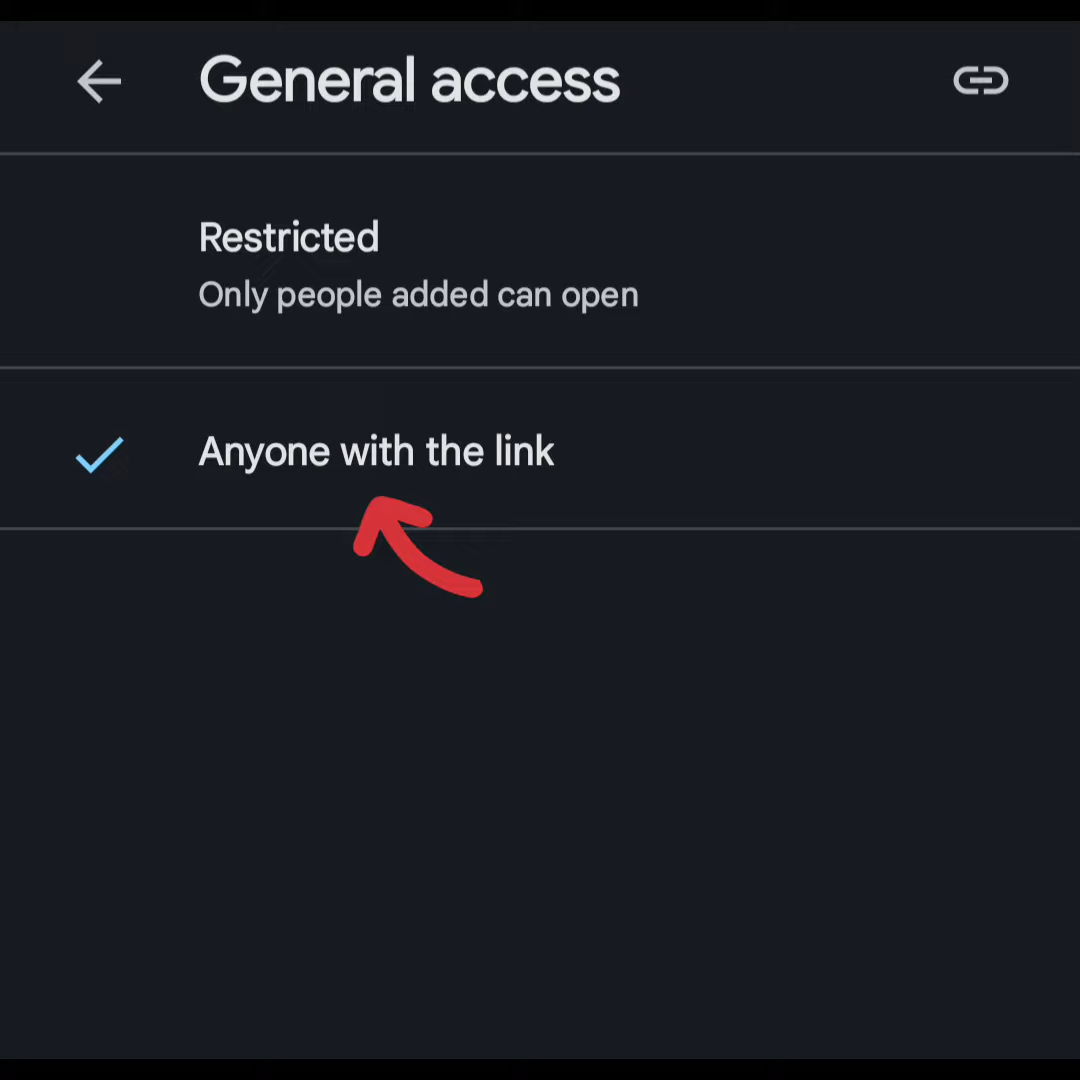 General access
Restricted
Only people added can open
Anyone with the link